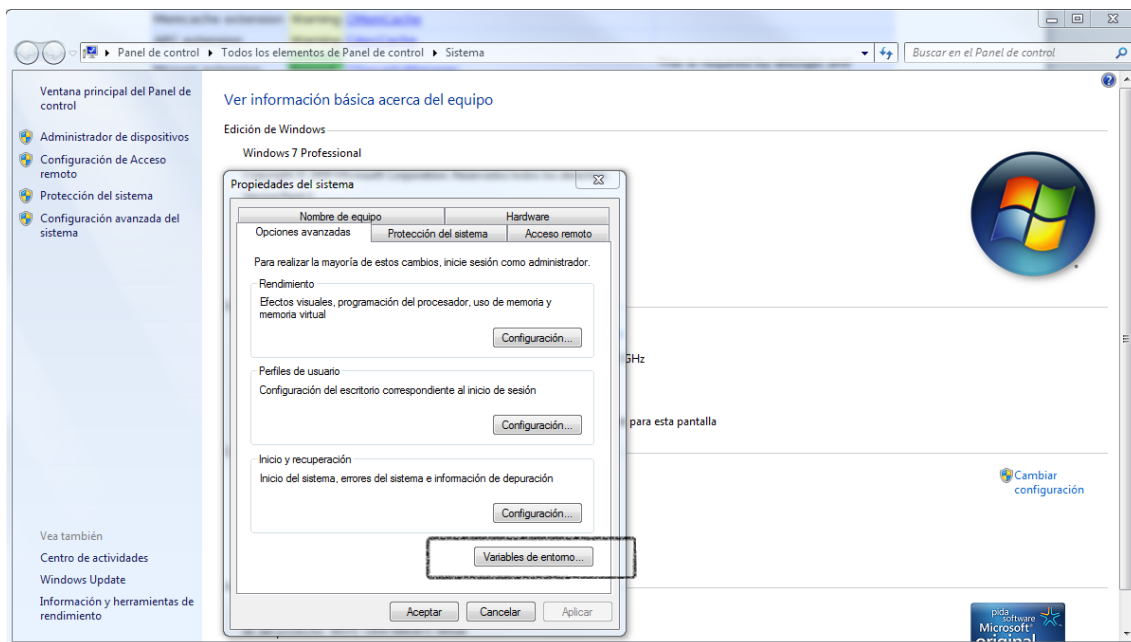 Memcache extension Warning CMemCache
Panel de control Todos los elementos de Panel de control Sistema
Buscar en el Panel de control
Ventana principal del Panel de
control
Administrador de dispositivos
Configuración de Acceso
remoto
Protección del sistema
Configuración avanzada del
sistema
Vea también
Centro de actividades
Windows Update
Información y herramientas de
rendimiento
Ver información básica acerca del equipo
Edición de Windows
Windows 7 Professional
Propiedades del sistema
Nombre de equipo
Hardware
Opciones avanzadas
Protección del sistema
Acceso remoto
Para realizar la mayoría de estos cambios, inicie sesión como administrador.
Rendimiento
Efectos visuales, programación del procesador, uso de memoria y
memoria virtual
Configuración...
Perfiles de usuario
Configuración del escritorio correspondiente al inicio de sesión
Configuración...
Inicio y recuperación
Inicio del sistema, errores del sistema e información de depuración
Configuración...
Variables de entorno...
Aceptar
Cancelar
Aplicar
GHz
para esta pantalla
Cambiar
configuración
pida
software
Microsoft
original